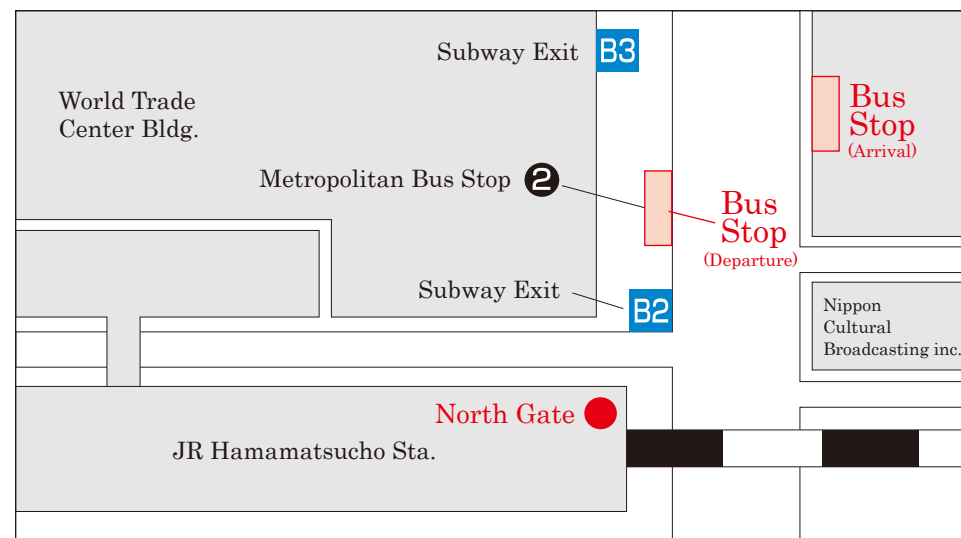 Subway Exit B3
World Trade
Center Bldg.
Bus
Stop
(Arrival)
Metropolitan Bus Stop 2
Bus
Stop
(Departure)
Subway Exit
B2
Nippon
Cultural
Broadcasting inc.
North Gate
JR Hamamatsucho Sta.